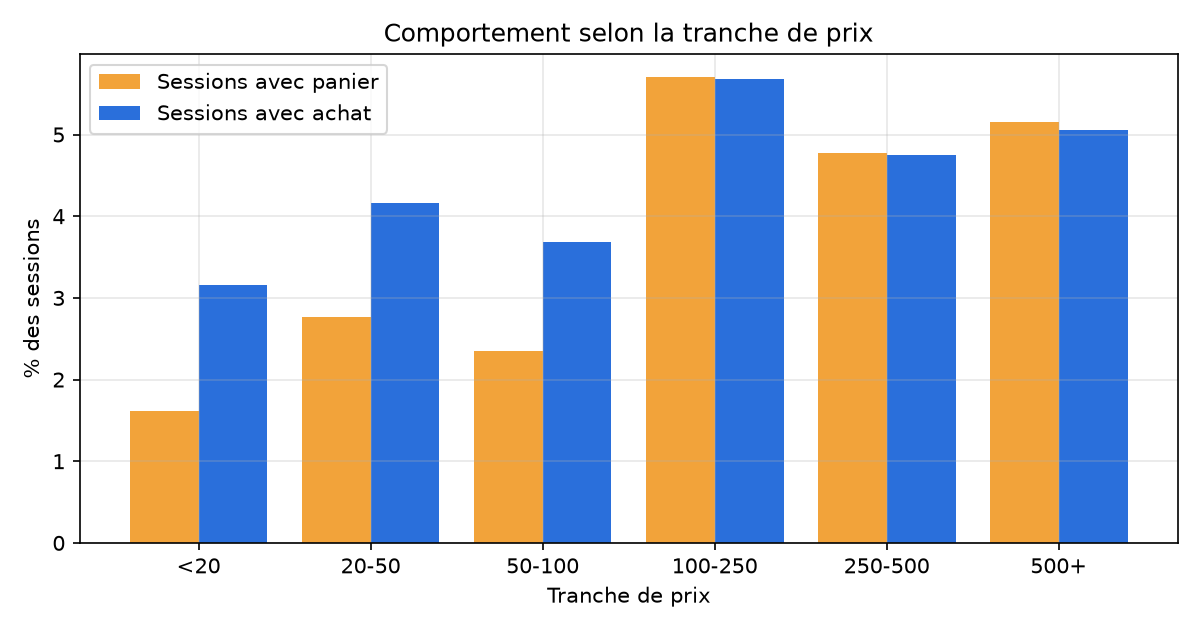 Comportement selon la tranche de prix
Sessions avec panier
Sessions avec achat
% des sessions
5
4
3
2
1
0
<20 20-50 50-100 100-250 250-500 500+
Tranche de prix